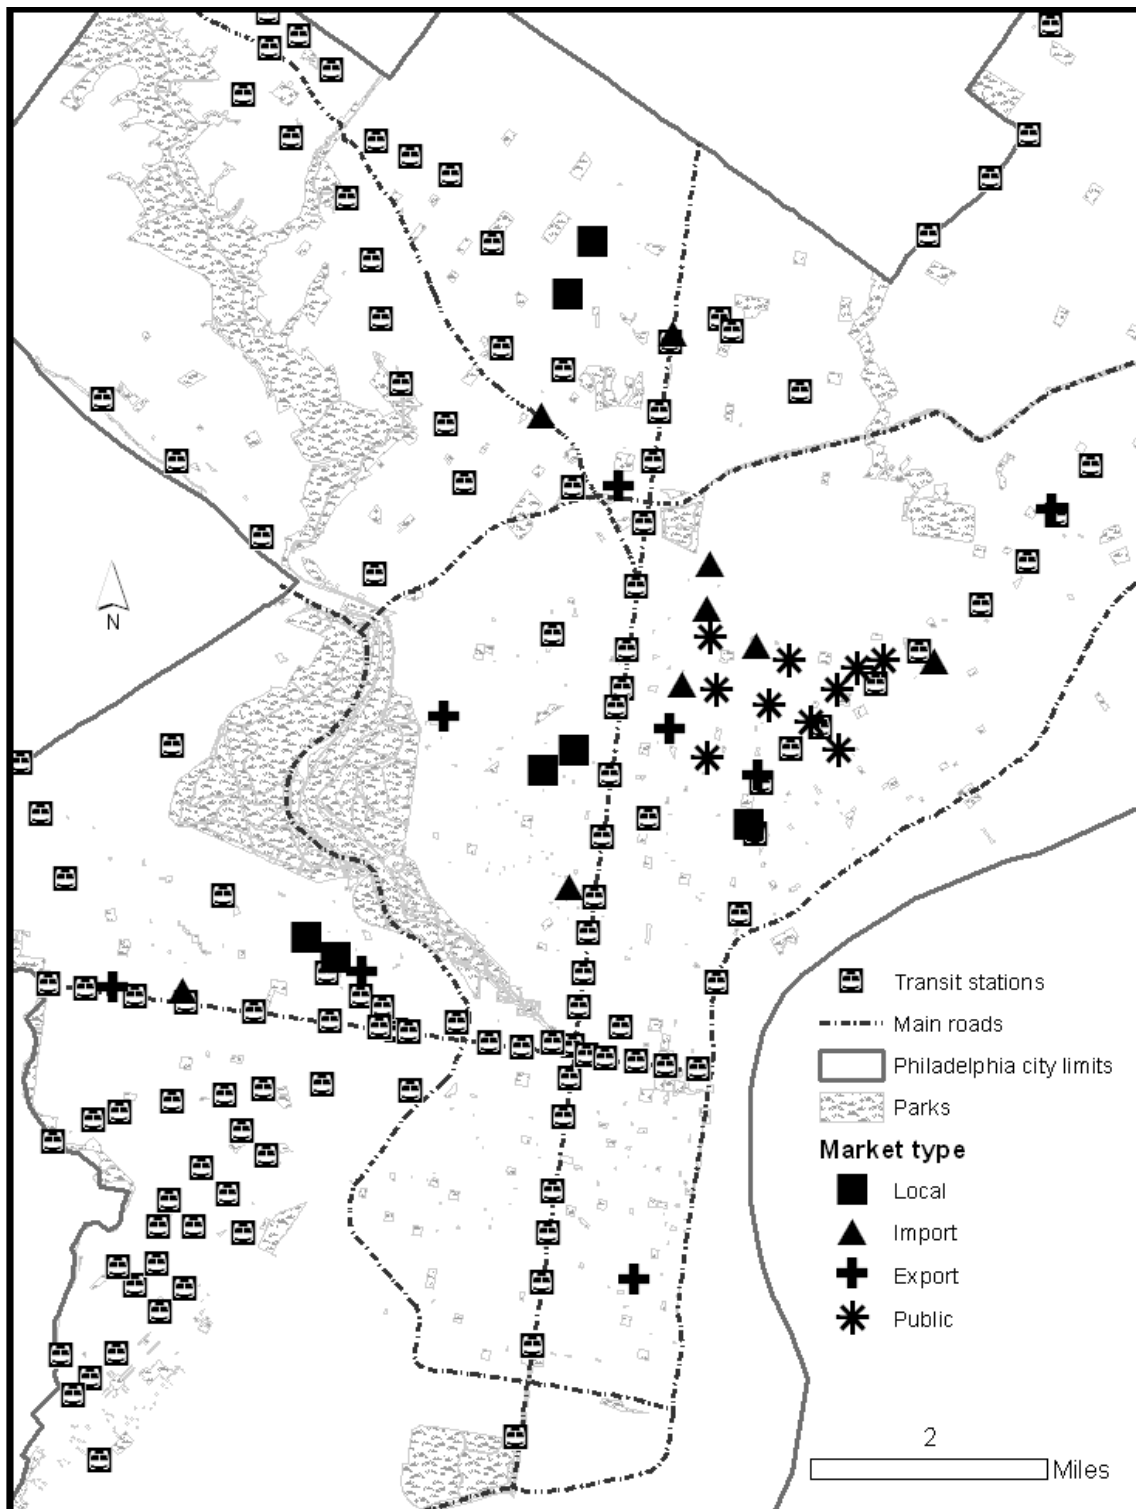 N
Transit stations
Main roads
Philadelphia city limits
Parks
Market type
Local
Import
Export
Public
2
Miles